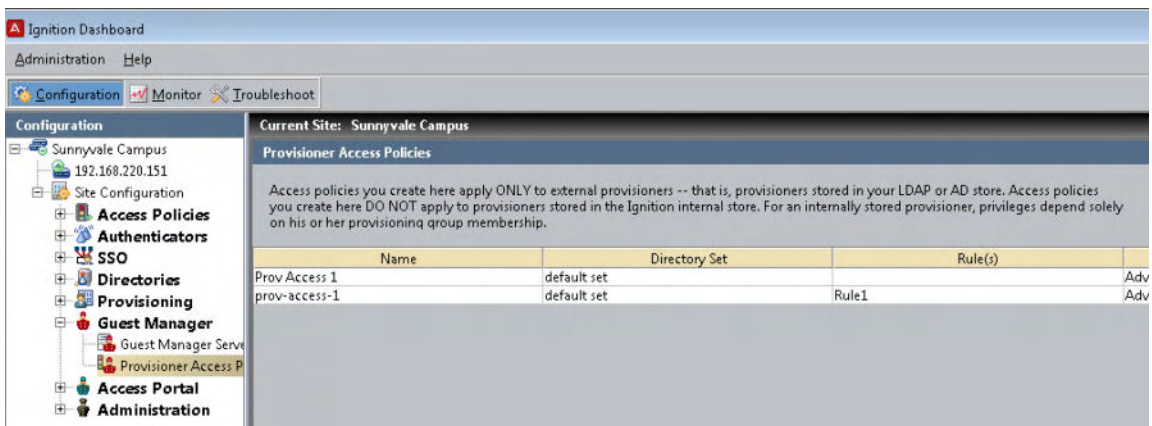 Ignition Dashboard
Administration Help
Configuration Monitor Troubleshoot
Configuration
Sunnyvale Campus
192.168.220.151
Site Configuration
Access Policies
Authenticators
SSO
Directories
Provisioning
Guest Manager
Guest Manager Serve
Provisioner Access P
Access Portal
Administration
Current Site: Sunnyvale Campus
Provisioner Access Policies
Access policies you create here apply ONLY to external provisioners -- that is, provisioners stored in your LDAP or AD store. Access policies
you create here DO NOT apply to provisioners stored in the Ignition internal store. For an internally stored provisioner, privileges depend solely
on his or her provisioning group membership.
Name Directory Set Rule(s)
Prov Access 1 default set Adv
prov-access-1 default set Rule1 Adv